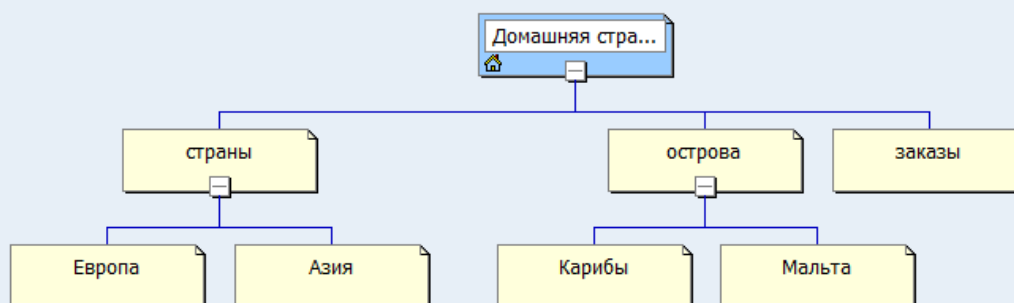 Домашняя стра...
страны
острова
заказы
Европа
Азия
Карибы
Мальта